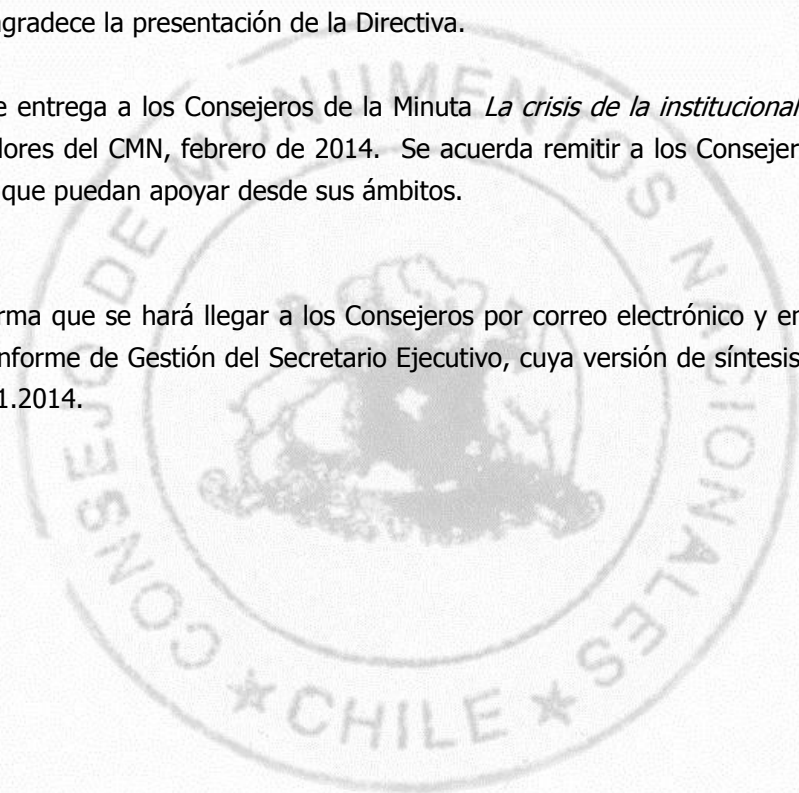 agradece la presentación de la Directiva.
e entrega a los Consejeros de la Minuta La crisis de la institucional
lores del CMN, febrero de 2014. Se acuerda remitir a los Consejer
que puedan apoyar desde sus ámbitos.
rma que se hará llegar a los Consejeros por correo electrónico y en
nforme de Gestión del Secretario Ejecutivo, cuya versión de síntesis
1.2014.
CONSEJO DE MONUMENTOS NACIONALES
* CHILE *